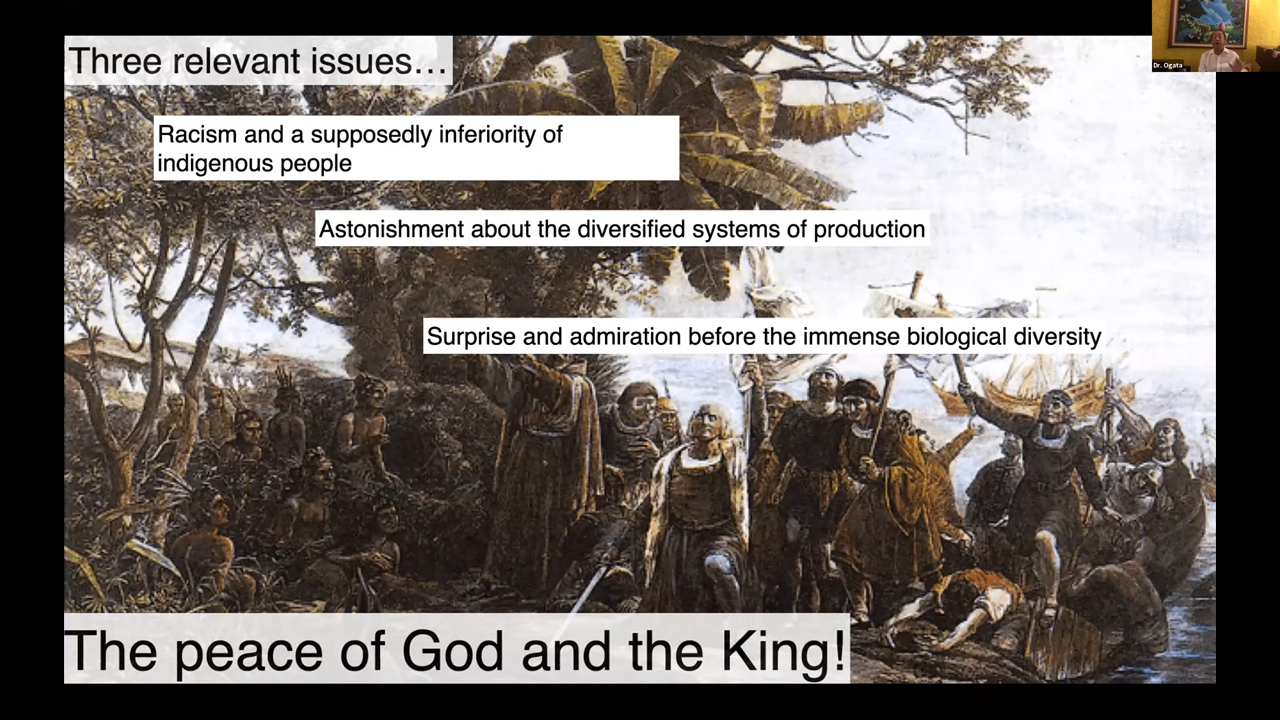 Three relevant issues…
Dr. Ogata
Racism and a supposedly inferiority of
indigenous people
Astonishment about the diversified systems of production
Surprise and admiration before the immense biological diversity
The peace of God and the King!